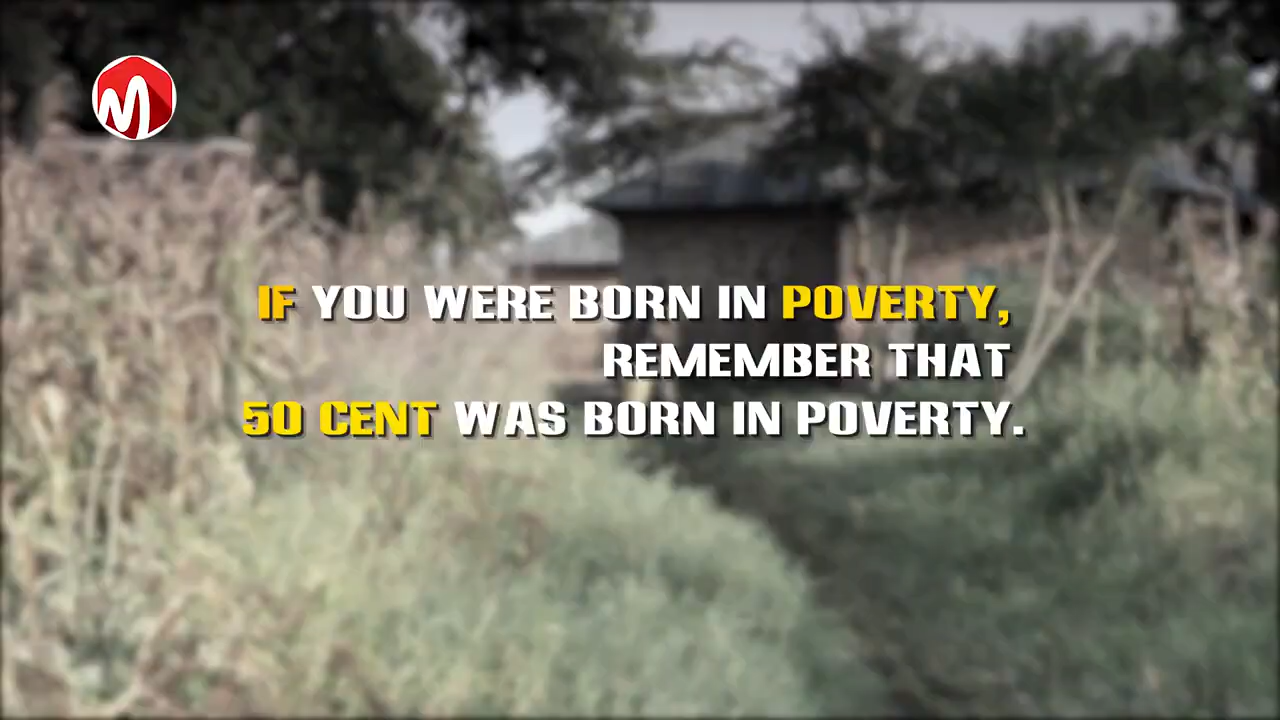 M
IF YOU WERE BORN IN POVERTY,
REMEMBER THAT
50 CENT WAS BORN IN POVERTY.